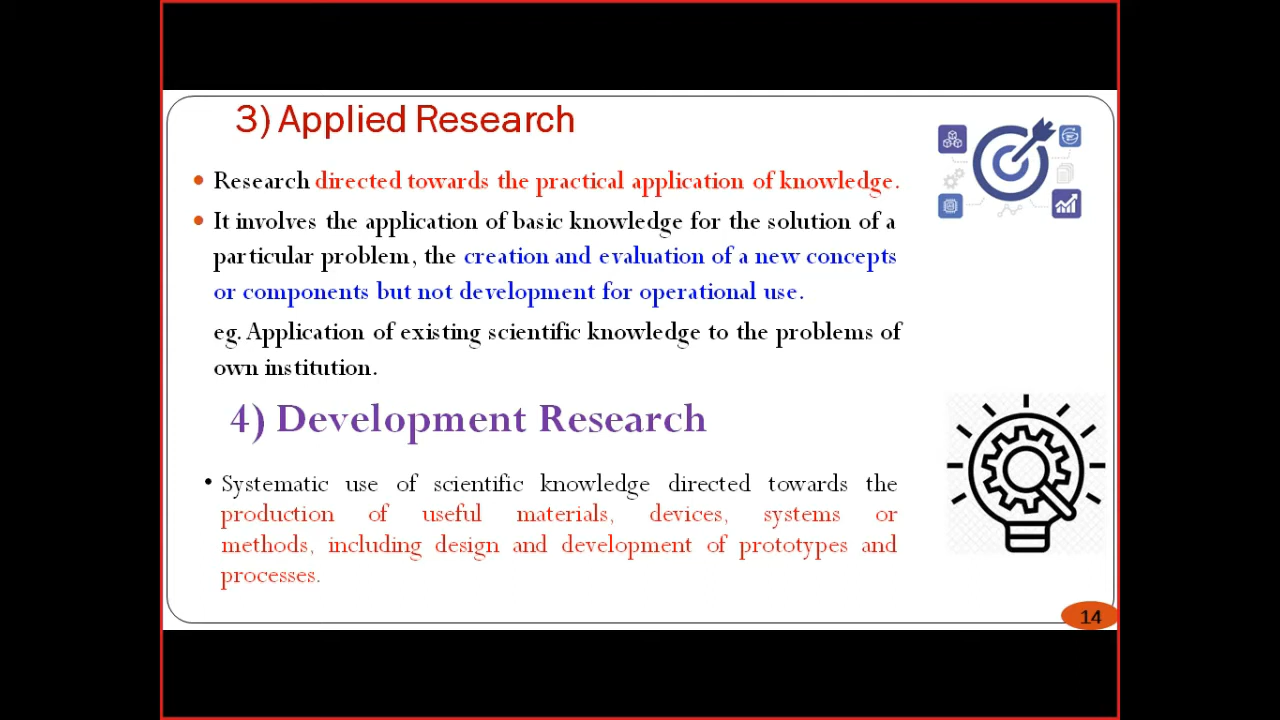 3) Applied Research
• Research directed towards the practical application of knowledge.
• It involves the application of basic knowledge for the solution of a
particular problem, the creation and evaluation of a new concepts
or components but not development for operational use.
eg. Application of existing scientific knowledge to the problems of
own institution.
4) Development Research
• Systematic use of scientific knowledge directed towards the
production of useful materials, devices, systems or
methods, including design and development of prototypes and
processes.
14